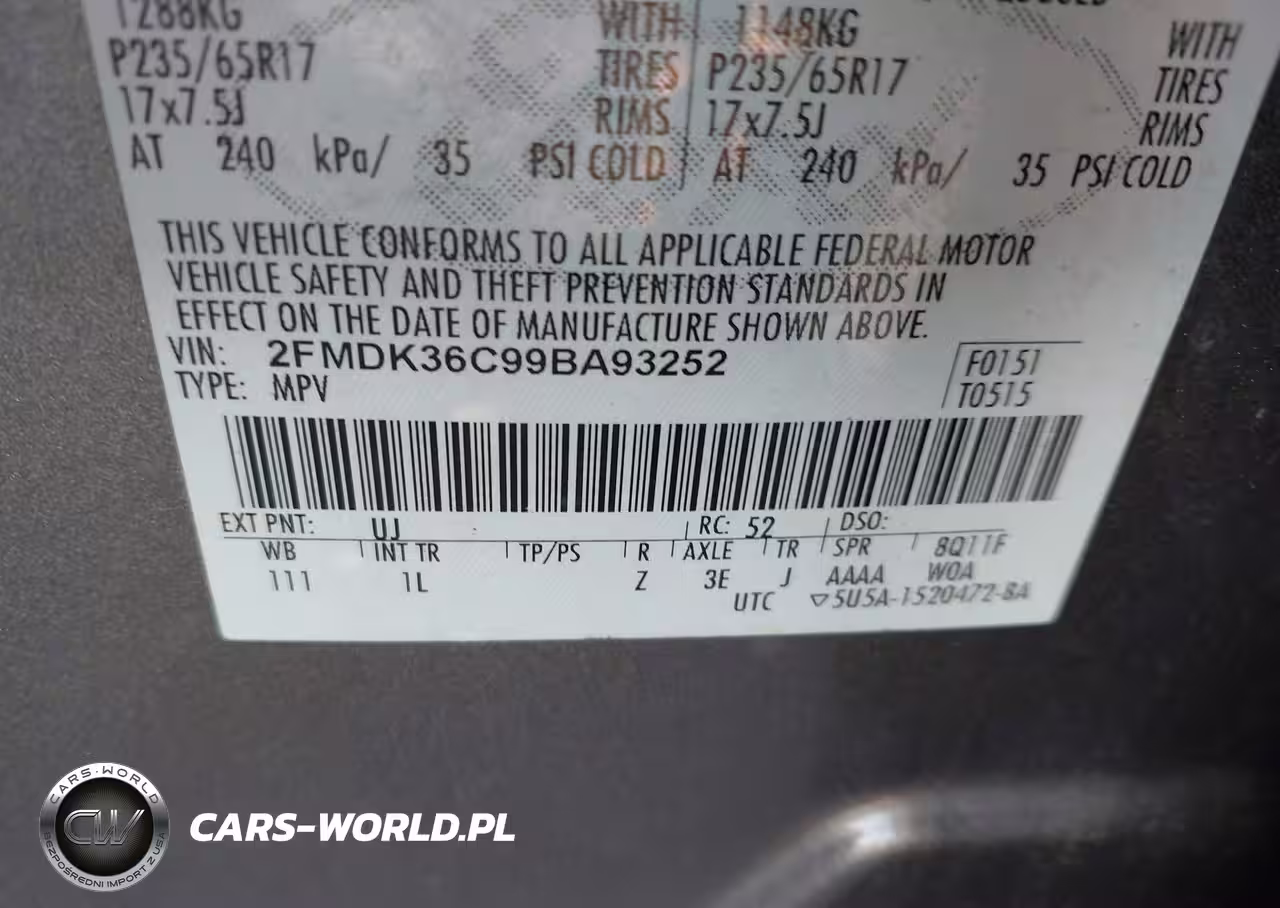 1288KG WITH 1148KG WITH
P235/65R17 TIRES P235/65R17 TIRES
17x7.5J RIMS 17x7.5J RIMS
AT 240 kPa/ 35 PSI COLD AT 240 kPa/ 35 PSI COLD
THIS VEHICLE CONFORMS TO ALL APPLICABLE FEDERAL MOTOR
VEHICLE SAFETY AND THEFT PREVENTION STANDARDS IN
EFFECT ON THE DATE OF MANUFACTURE SHOWN ABOVE.
VIN: 2FMDK36C99BA93252 F0151
TYPE: MPV T0515
EXT PNT: UJ RC: 52 DSO:
WB INT TR TP/PS R AXLE TR SPR 8Q11F
111 1L Z 3E J AAAA W0A
UTC ▽5U5A-1520472-BA
CARS-WORLD
CW
BEZPOŚREDNI IMPORT Z USA
CARS-WORLD.PL